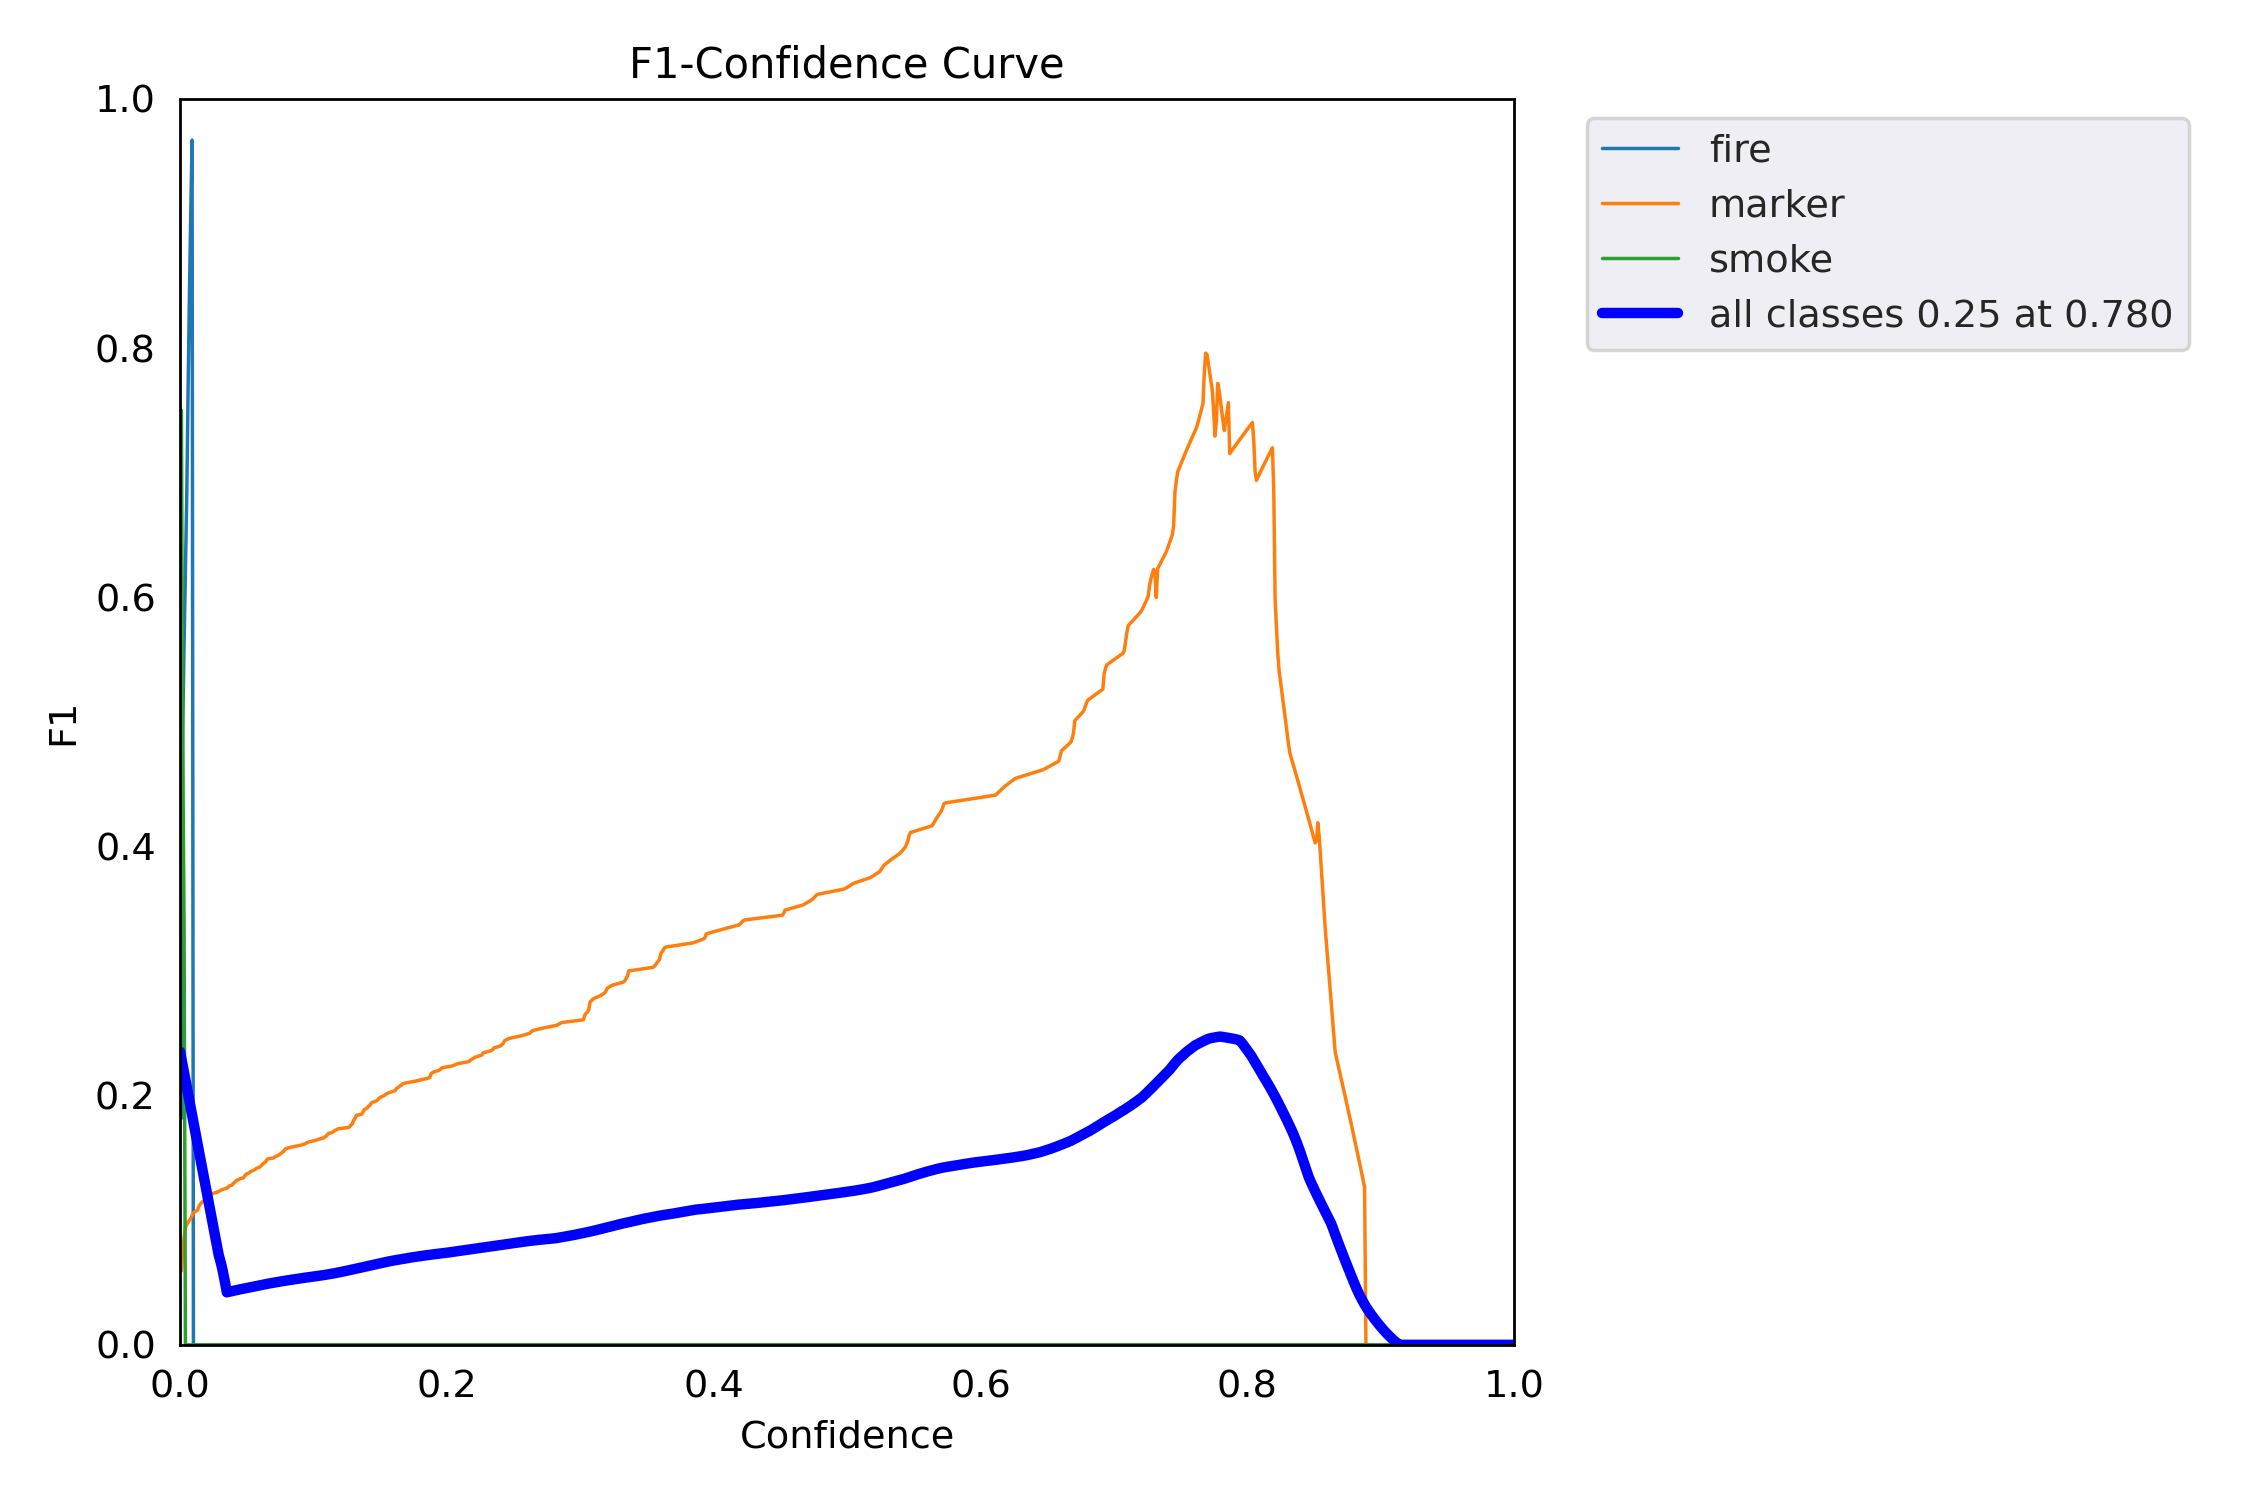 F1-Confidence Curve
1.0
0.8
0.6
0.4
0.2
0.0
F1
0.0 0.2 0.4 0.6 0.8 1.0
Confidence
fire
marker
smoke
all classes 0.25 at 0.780